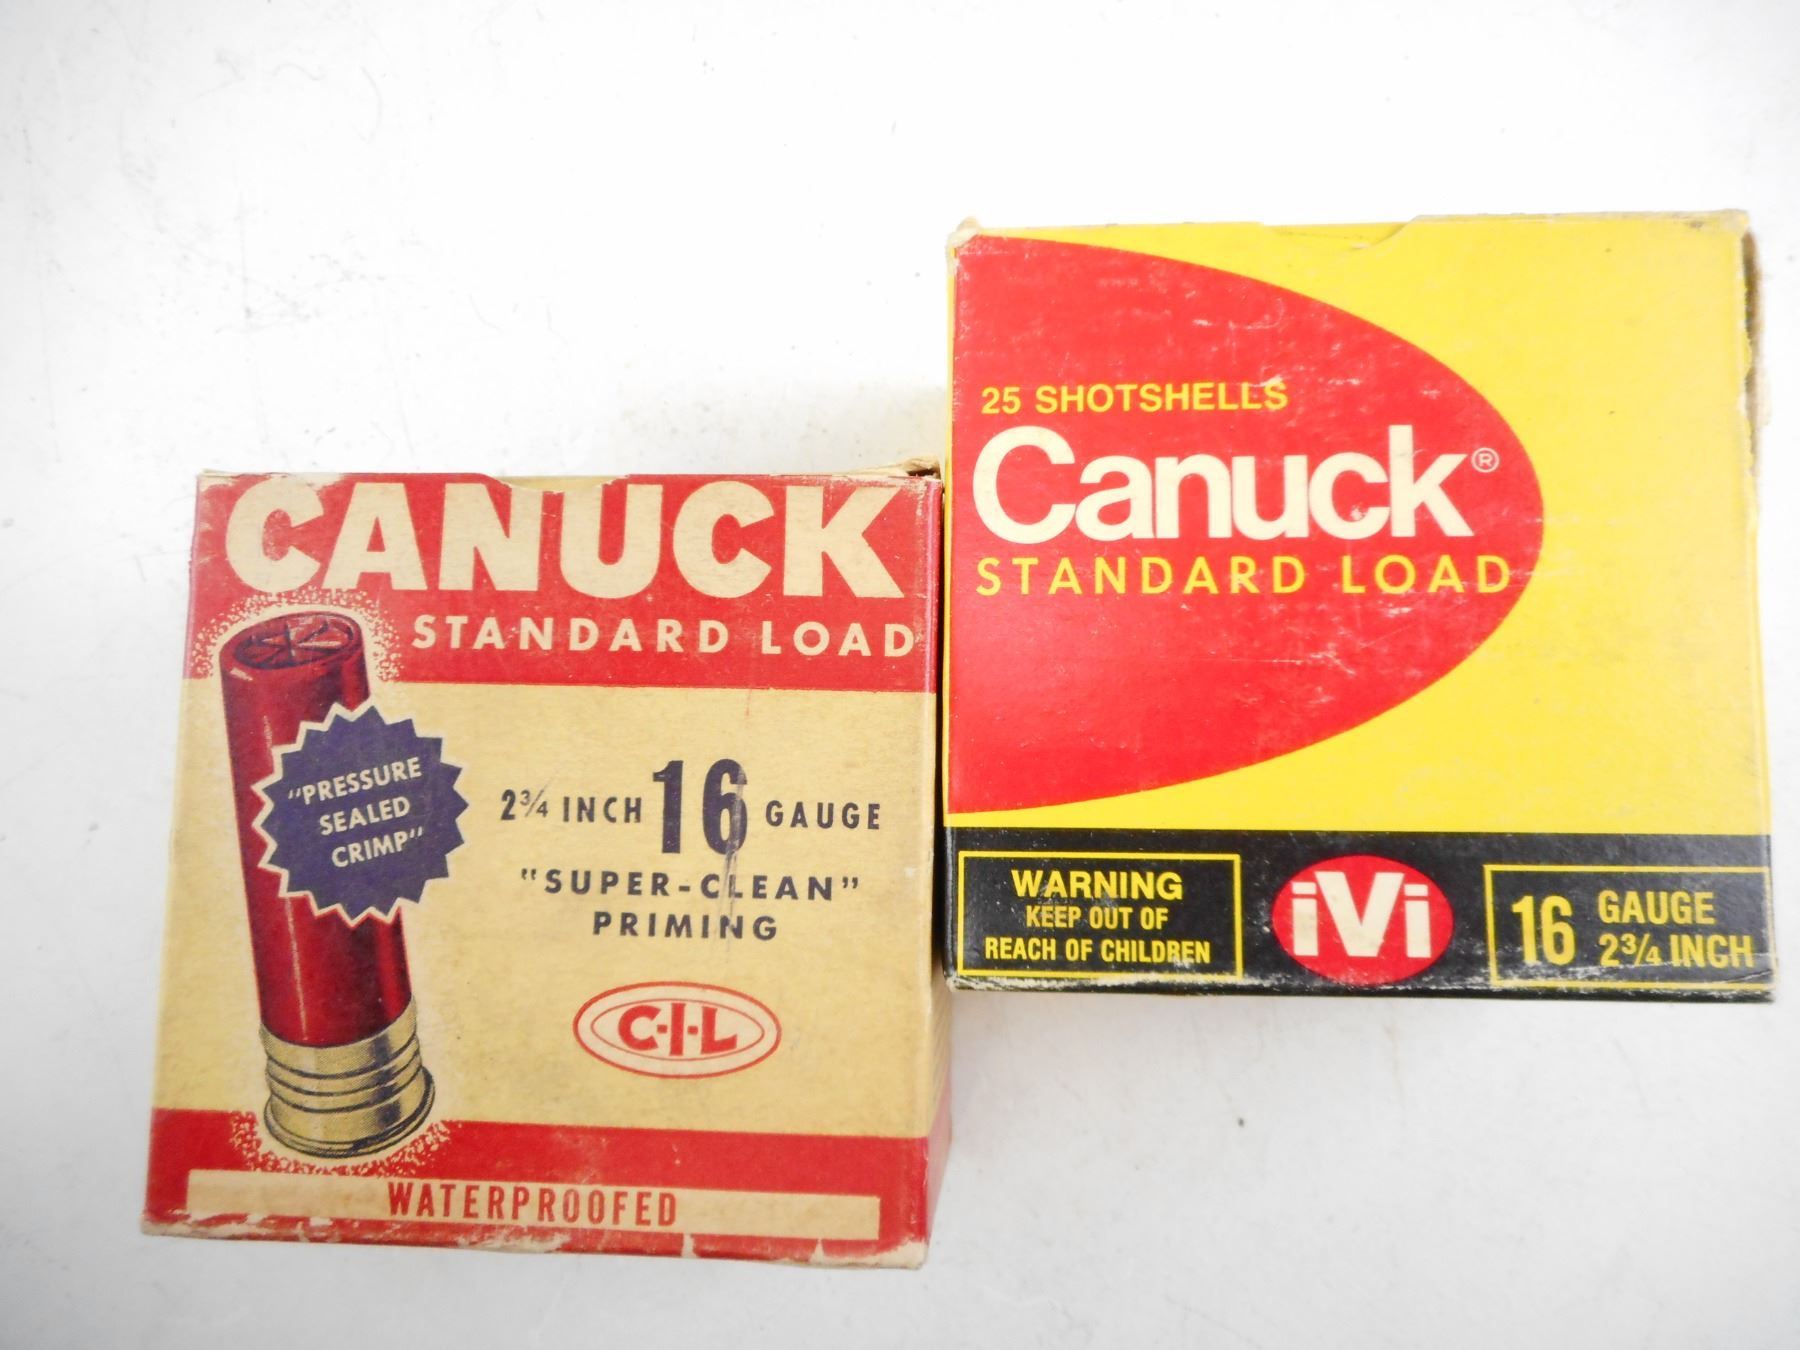 CANUCK
STANDARD LOAD
"PRESSURE
SEALED
CRIMP"
2¾ INCH 16 GAUGE
"SUPER-CLEAN"
PRIMING
C-I-L
WATERPROOFED
25 SHOTSHELLS
Canuck®
STANDARD LOAD
WARNING
KEEP OUT OF
REACH OF CHILDREN
iVi
16 GAUGE
2¾ INCH